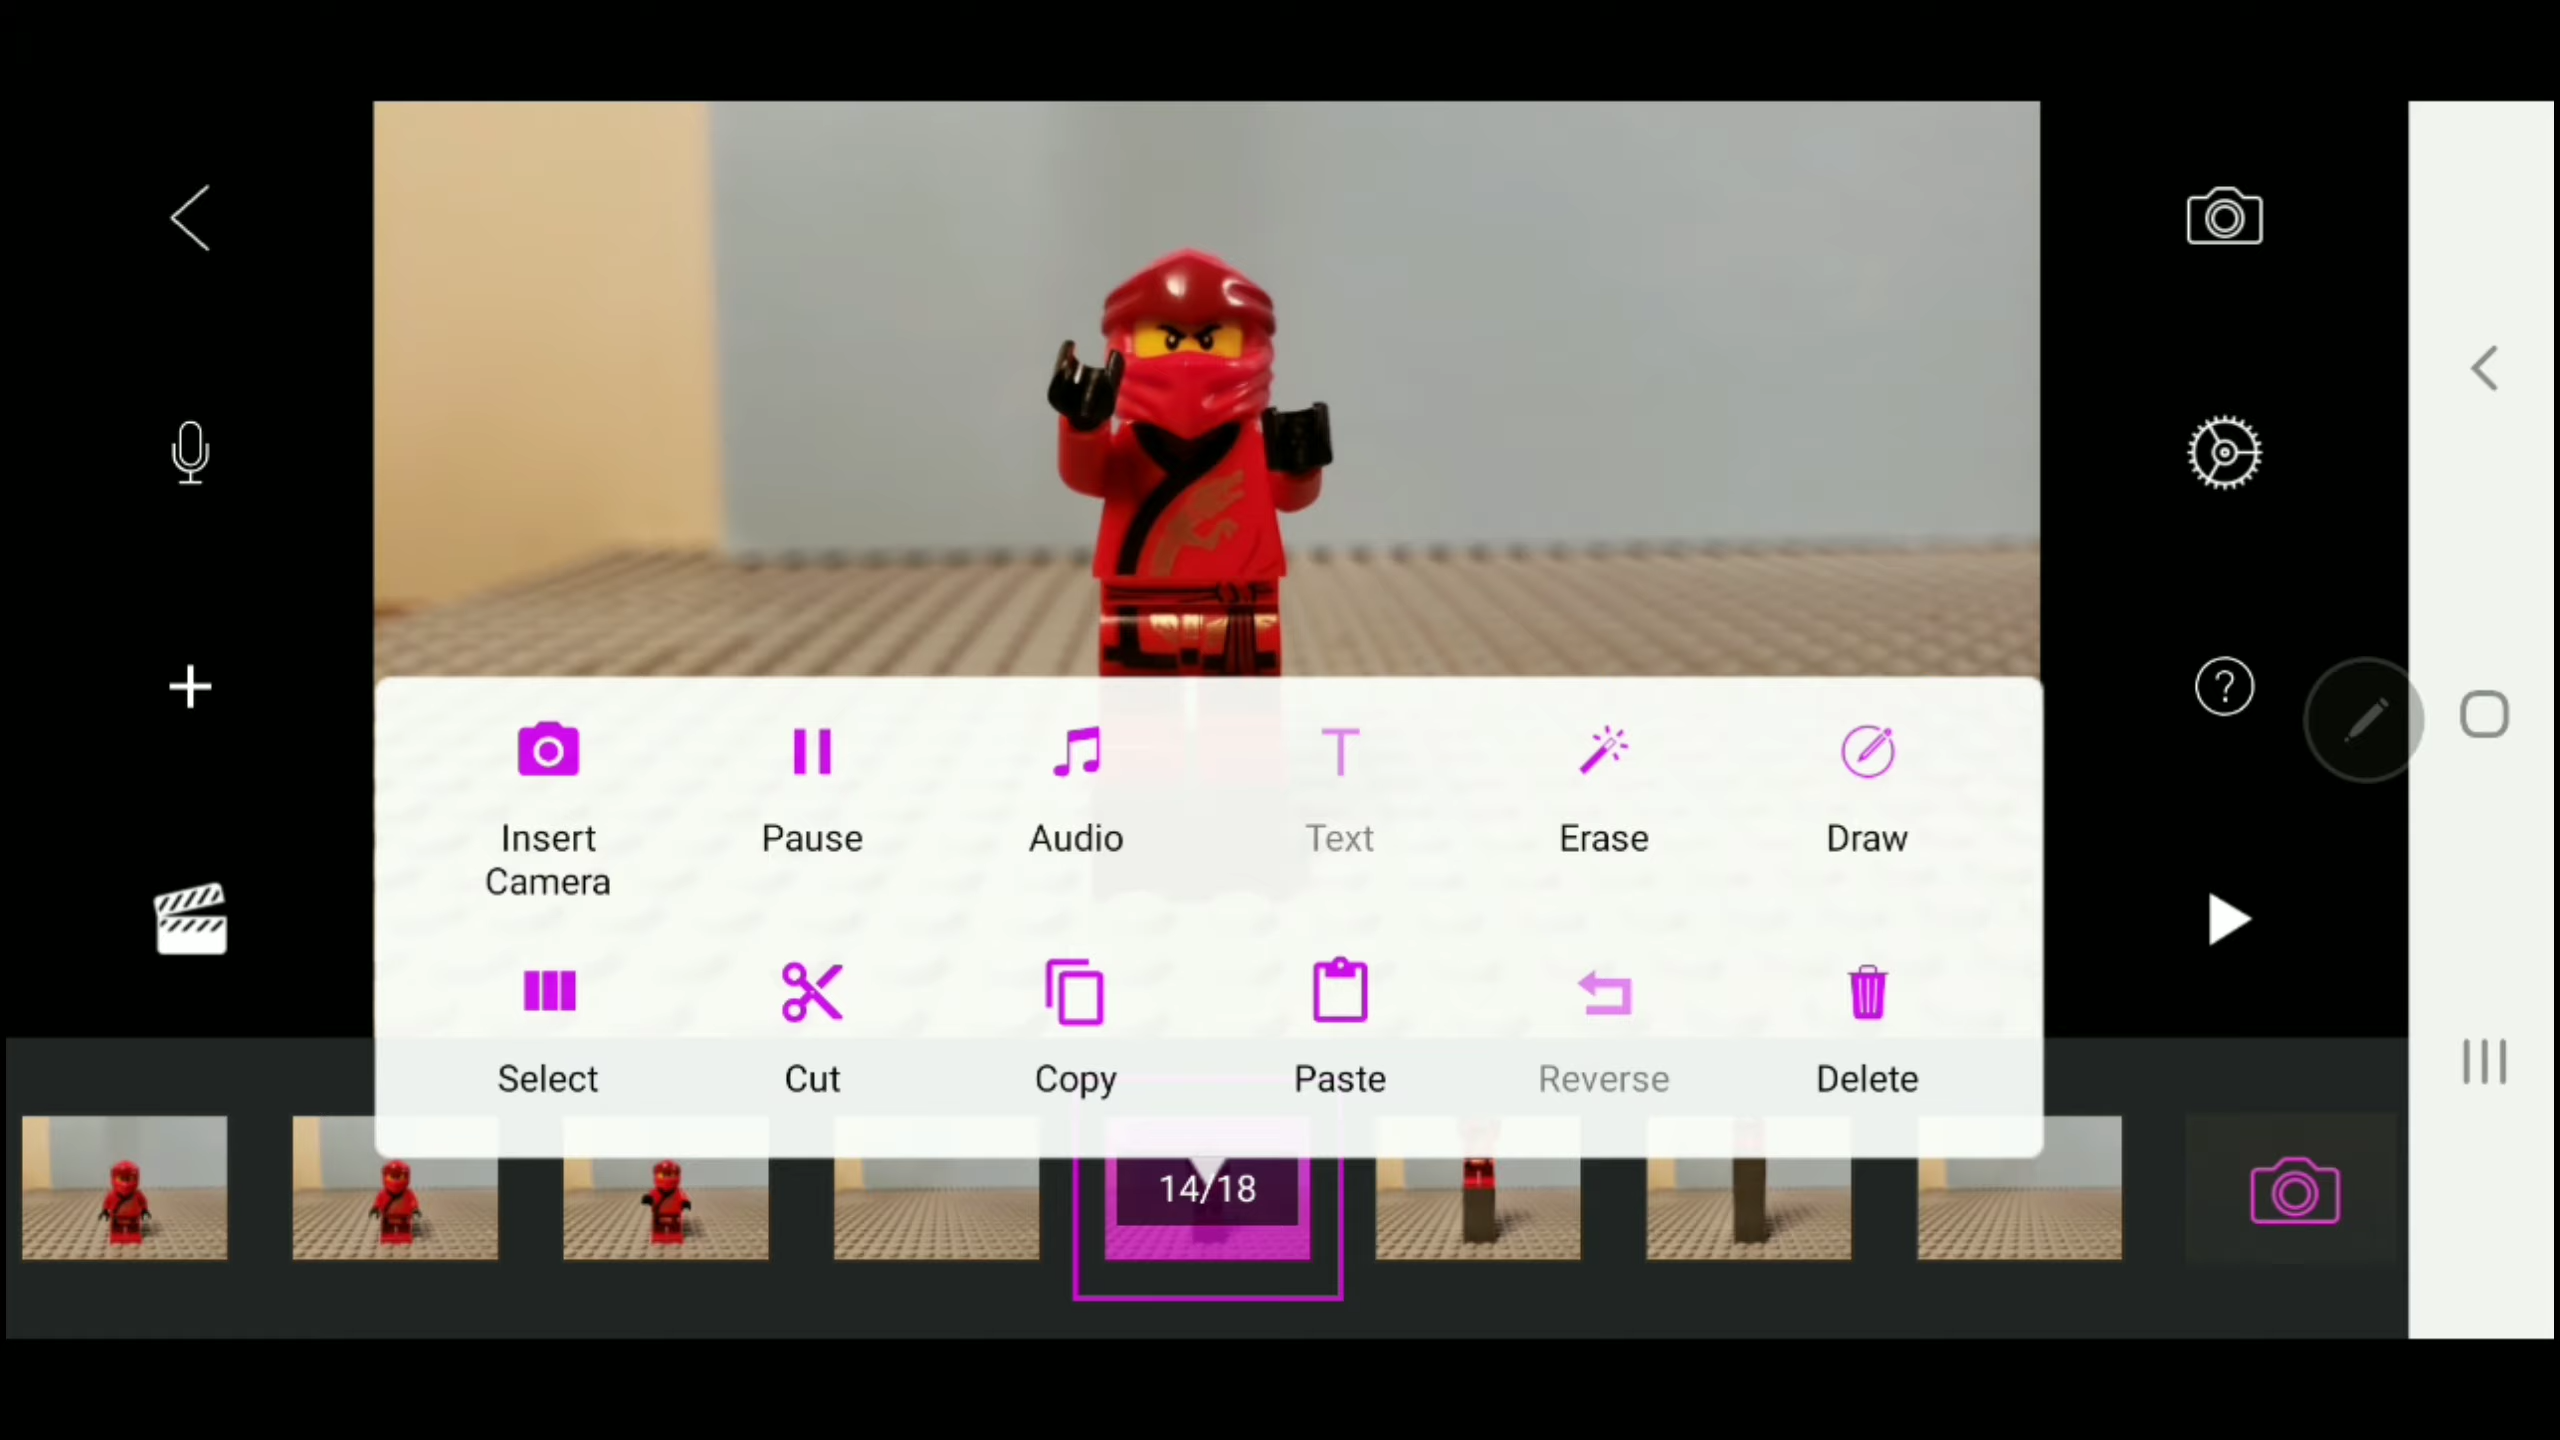 Insert
Camera
Pause
Audio
Text
Erase
Draw
Select
Cut
Copy
Paste
Reverse
Delete
14/18